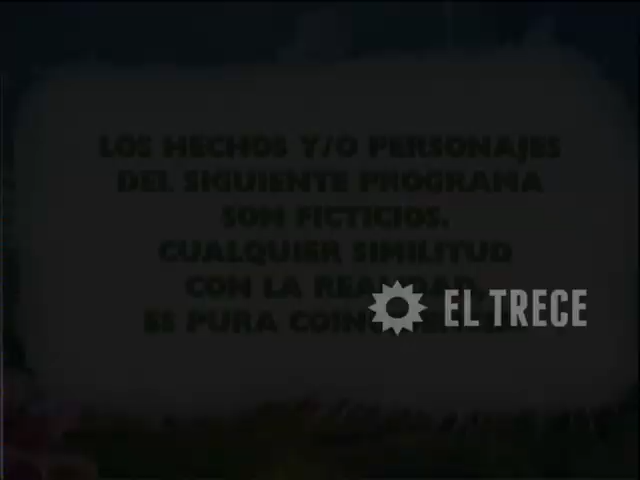 LOS HECHOS Y/O PERSONAJES
DEL SIGUIENTE PROGRAMA
SON FICTICIOS.
CUALQUIER SIMILITUD
CON LA REALIDAD,
ES PURA
EL TRECE